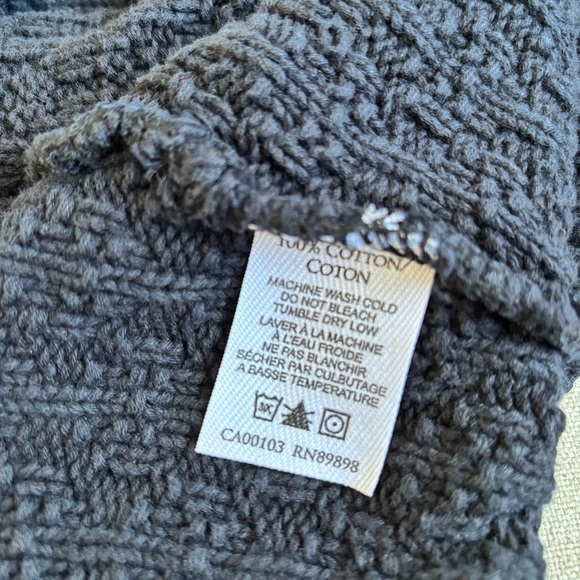 100% COTTON/
COTON
MACHINE WASH COLD
DO NOT BLEACH
TUMBLE DRY LOW
LAVER À LA MACHINE
À L'EAU FROIDE
NE PAS BLANCHIR
SÉCHER PAR CULBUTAGE
A BASSE TEMPÉRATURE
CA00103 RN89898